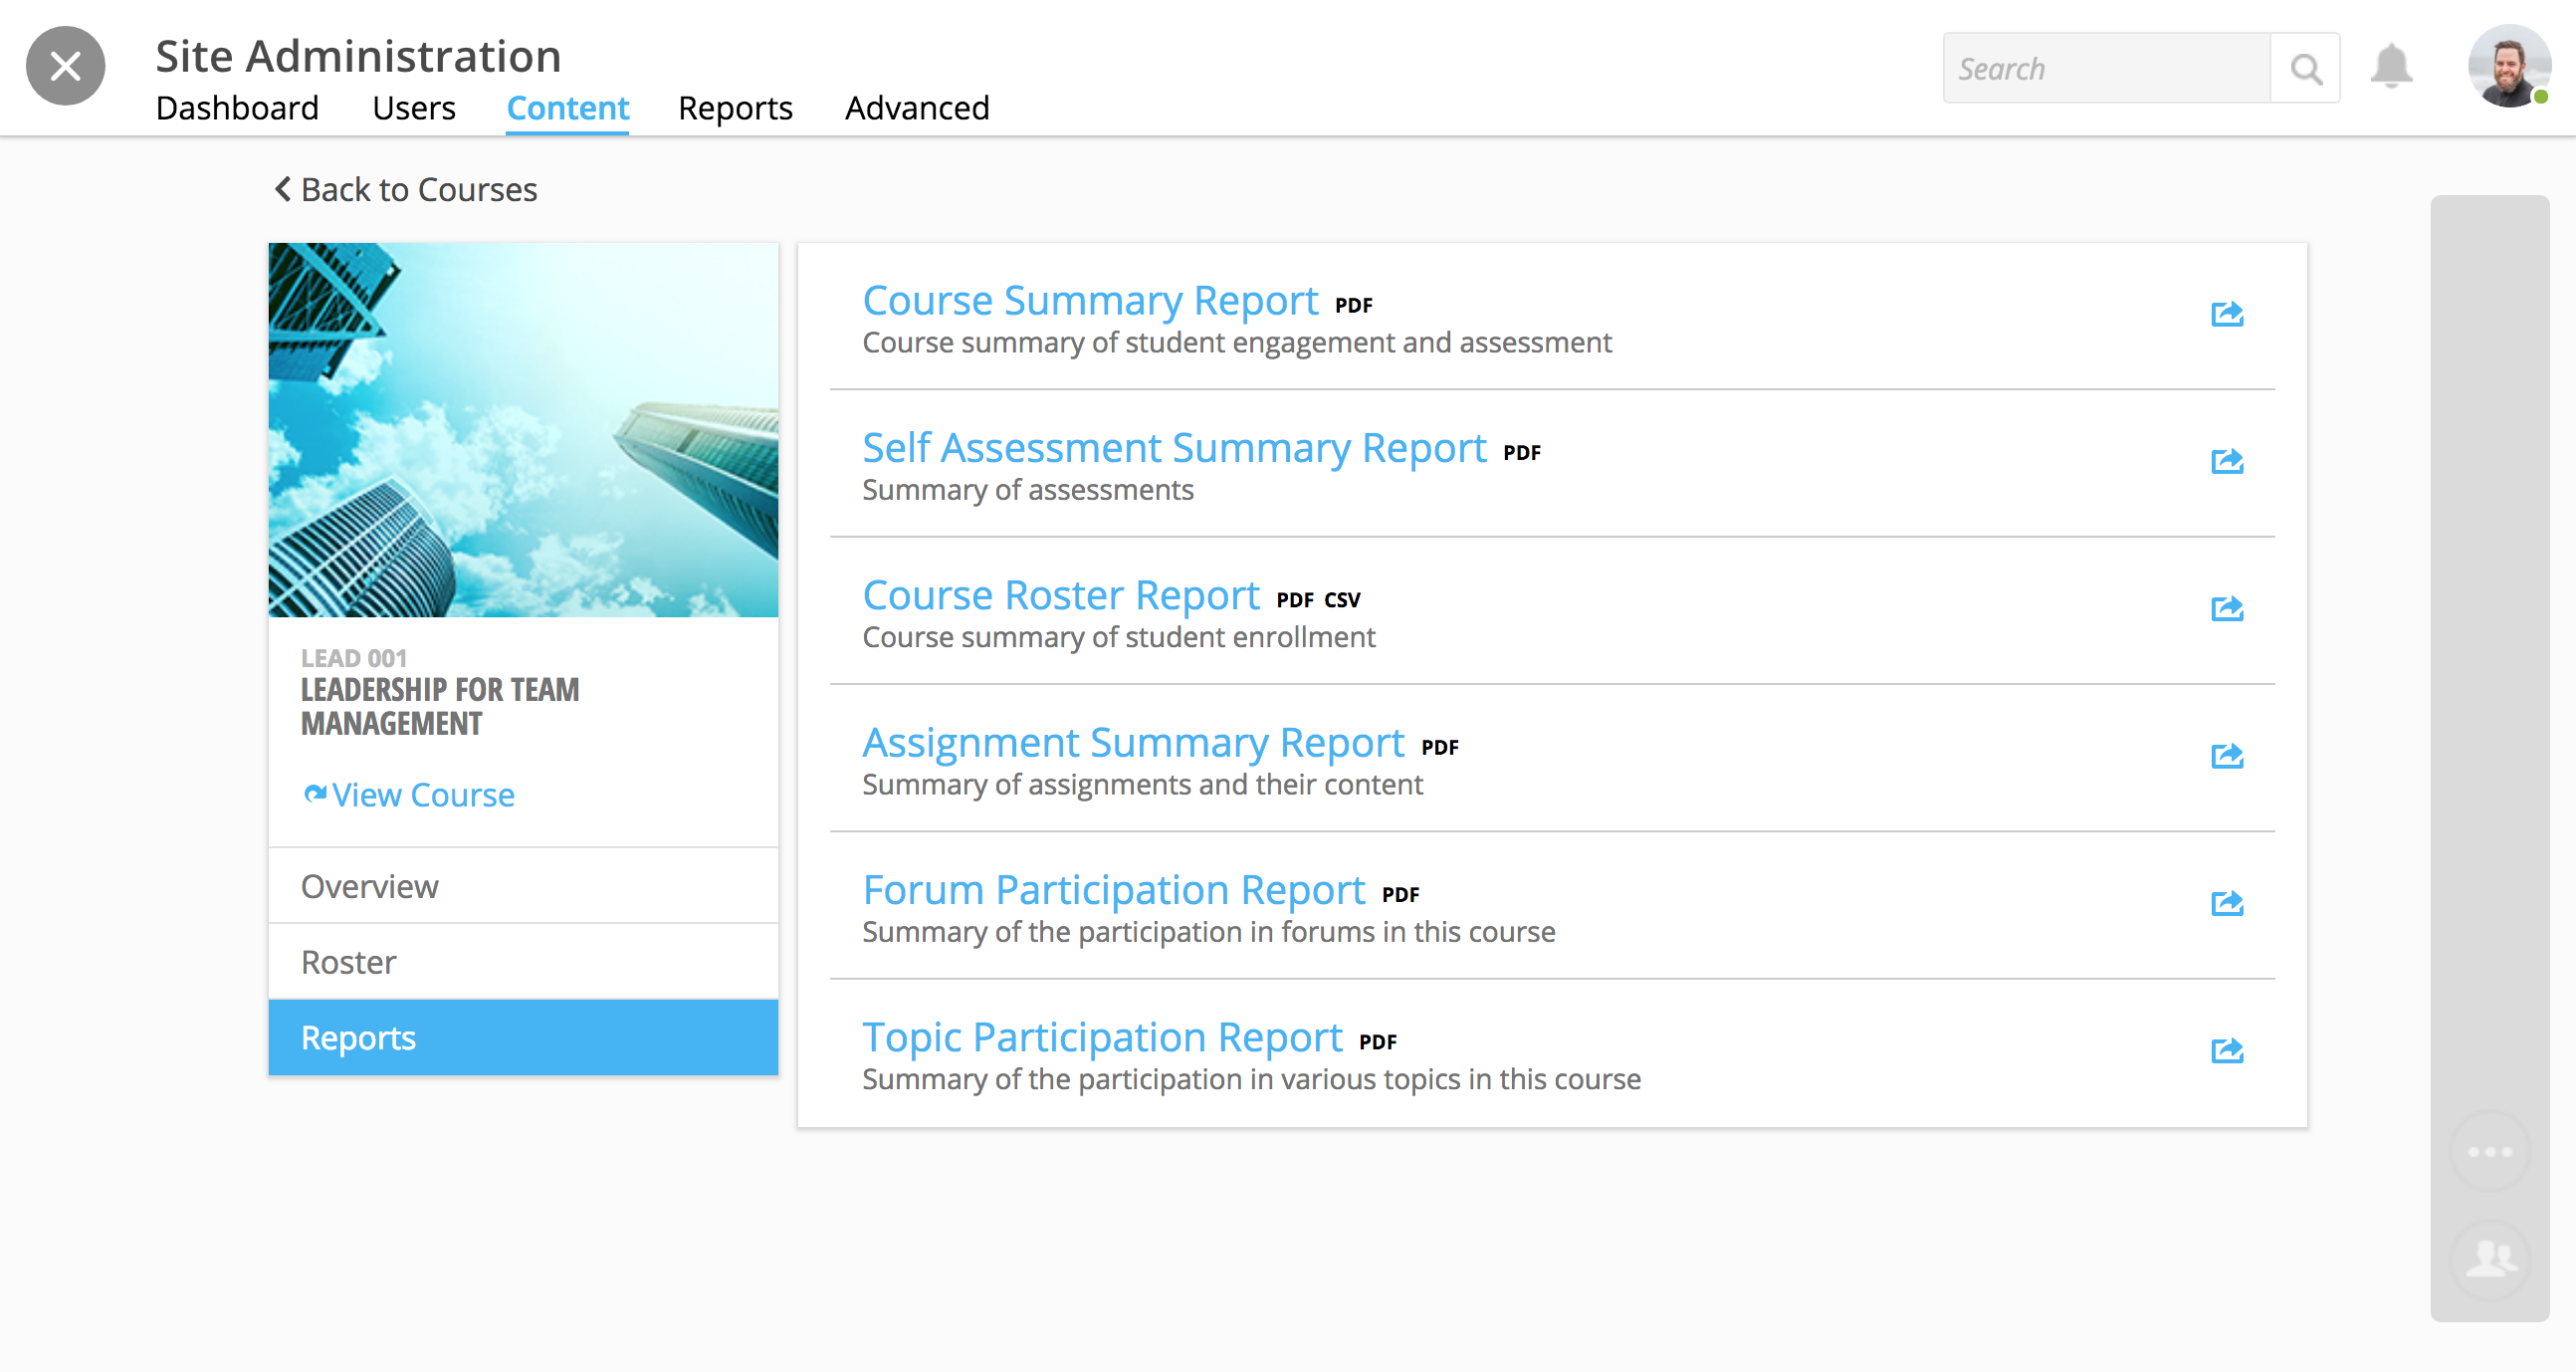 Site Administration
Dashboard Users Content Reports Advanced
Search
Back to Courses
LEAD 001
LEADERSHIP FOR TEAM
MANAGEMENT
View Course
Overview
Roster
Reports
Course Summary Report PDF
Course summary of student engagement and assessment
Self Assessment Summary Report PDF
Summary of assessments
Course Roster Report PDF CSV
Course summary of student enrollment
Assignment Summary Report PDF
Summary of assignments and their content
Forum Participation Report PDF
Summary of the participation in forums in this course
Topic Participation Report PDF
Summary of the participation in various topics in this course